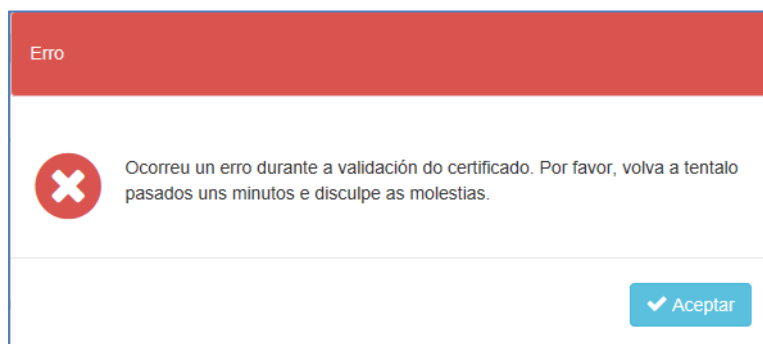 Erro
Ocorreu un erro durante a validación do certificado. Por favor, volva a tentalo
pasados uns minutos e disculpe as molestias.
Aceptar